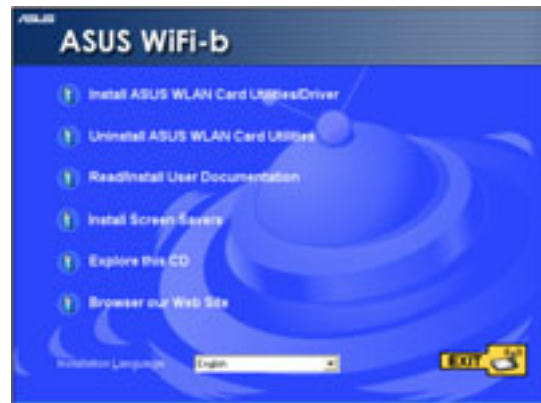 ASUS
ASUS WiFi-b
Install ASUS WLAN Card Utilities/Driver
Uninstall ASUS WLAN Card Utilities
Read/Install User Documentation
Install Screen Savers
Explore this CD
Browser our Web Site
Installation Language: English
EXIT